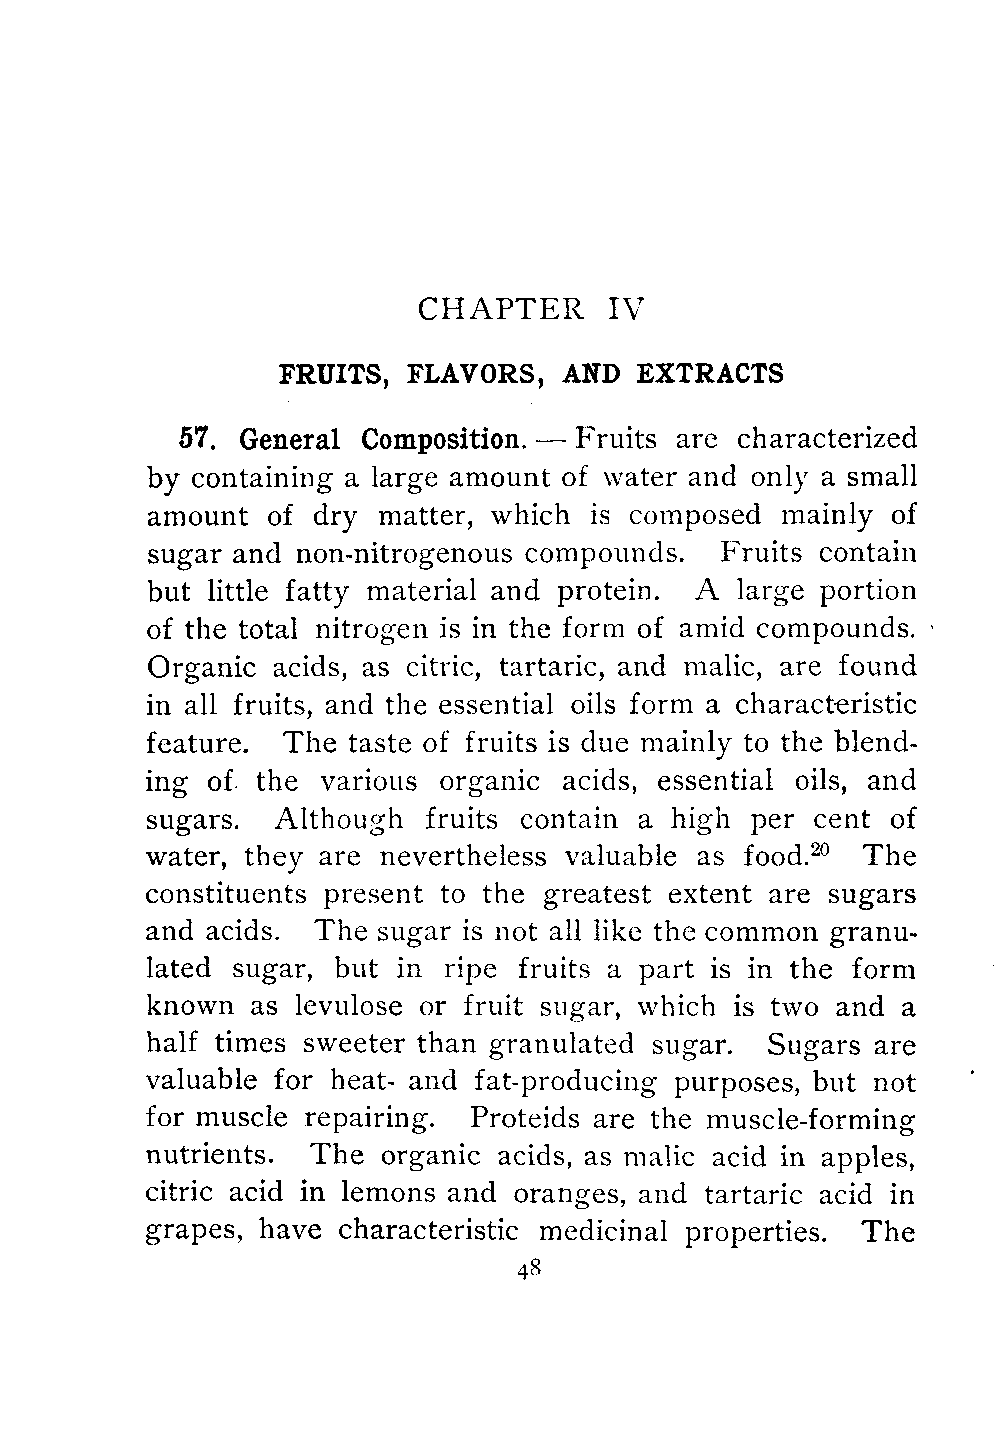 CHAPTER IV
FRUITS, FLAVORS, AND EXTRACTS
57. General Composition. — Fruits are characterized
by containing a large amount of water and only a small
amount of dry matter, which is composed mainly of
sugar and non-nitrogenous compounds. Fruits contain
but little fatty material and protein. A large portion
of the total nitrogen is in the form of amid compounds.
Organic acids, as citric, tartaric, and malic, are found
in all fruits, and the essential oils form a characteristic
feature. The taste of fruits is due mainly to the blend-
ing of the various organic acids, essential oils, and
sugars. Although fruits contain a high per cent of
water, they are nevertheless valuable as food.²⁰ The
constituents present to the greatest extent are sugars
and acids. The sugar is not all like the common granu-
lated sugar, but in ripe fruits a part is in the form
known as levulose or fruit sugar, which is two and a
half times sweeter than granulated sugar. Sugars are
valuable for heat- and fat-producing purposes, but not
for muscle repairing. Proteids are the muscle-forming
nutrients. The organic acids, as malic acid in apples,
citric acid in lemons and oranges, and tartaric acid in
grapes, have characteristic medicinal properties. The
48